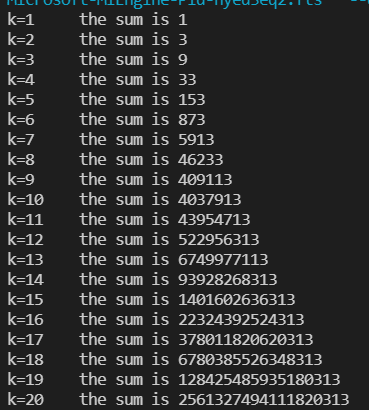 k=1 the sum is 1
k=2 the sum is 3
k=3 the sum is 9
k=4 the sum is 33
k=5 the sum is 153
k=6 the sum is 873
k=7 the sum is 5913
k=8 the sum is 46233
k=9 the sum is 409113
k=10 the sum is 4037913
k=11 the sum is 43954713
k=12 the sum is 522956313
k=13 the sum is 6749977113
k=14 the sum is 93928268313
k=15 the sum is 1401602636313
k=16 the sum is 22324392524313
k=17 the sum is 378011820620313
k=18 the sum is 6780385526348313
k=19 the sum is 128425485935180313
k=20 the sum is 2561327494111820313